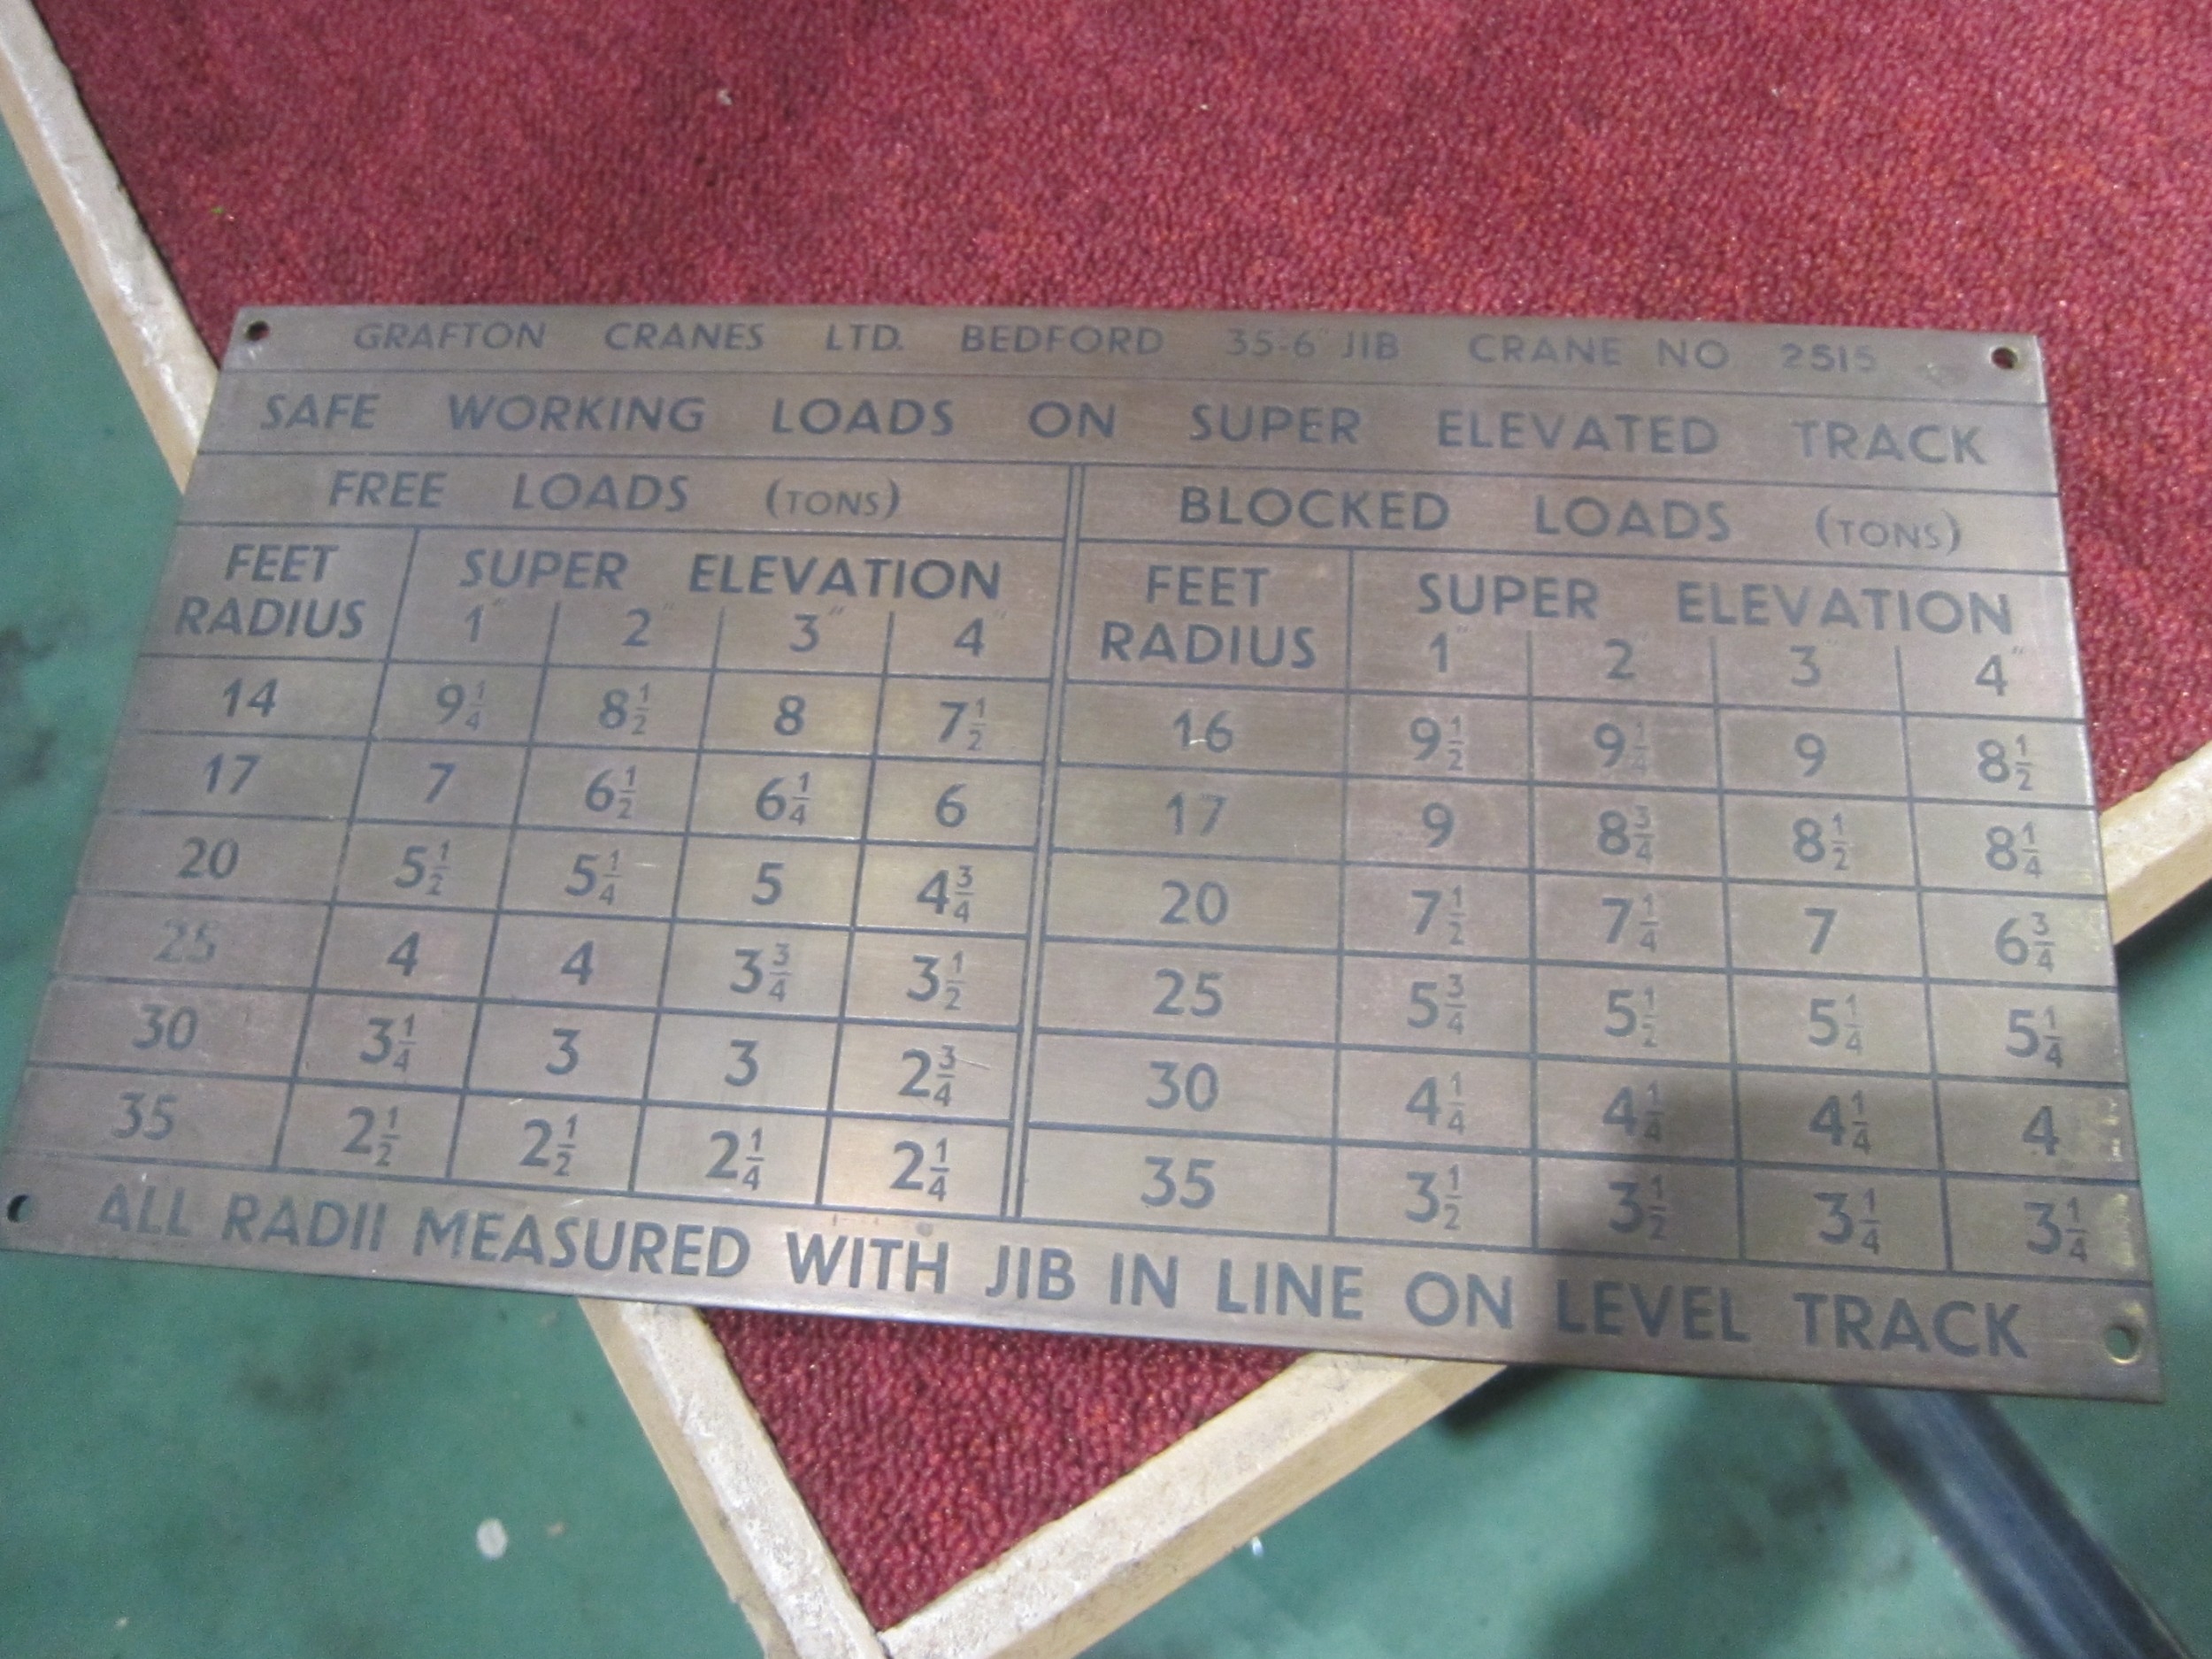 GRAFTON CRANES LTD. BEDFORD 35-6" JIB CRANE NO 2515
SAFE WORKING LOADS ON SUPER ELEVATED TRACK
FREE LOADS (TONS) BLOCKED LOADS (TONS)
FEET RADIUS SUPER ELEVATION FEET RADIUS SUPER ELEVATION
1" 2" 3" 4" 1" 2" 3" 4"
14 9¼ 8½ 8 7½ 16 9½ 9¼ 9 8½
17 7 6½ 6¼ 6 17 9 8¾ 8½ 8¼
20 5½ 5¼ 5 4¾ 20 7½ 7¼ 7 6¾
25 4 4 3¾ 3½ 25 5¾ 5½ 5¼ 5¼
30 3¼ 3 3 2¾ 30 4¼ 4¼ 4¼ 4
35 2½ 2½ 2¼ 2¼ 35 3½ 3½ 3¼ 3¼
ALL RADII MEASURED WITH JIB IN LINE ON LEVEL TRACK